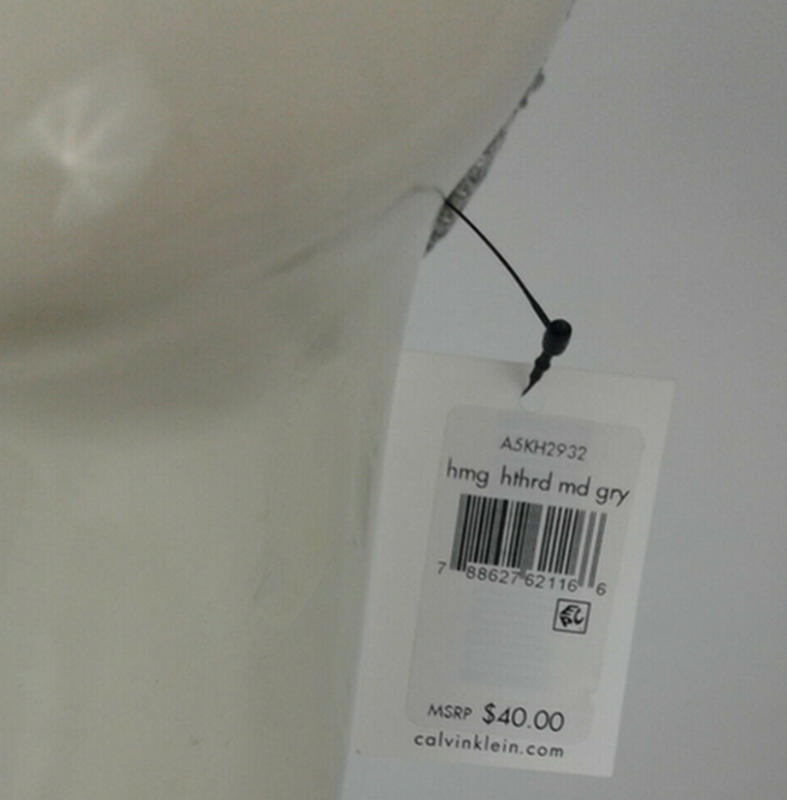 A5KH2932
hmg hthrd md gry
7 88627 62116 6
MSRP $40.00
calvinklein.com